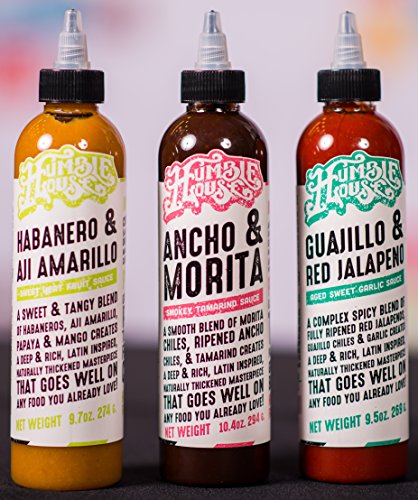 HUMBLE
HOUSE
HABANERO &
AJI AMARILLO
SWEET HEAT FRUIT SAUCE
A SWEET & TANGY BLEND
OF HABANEROS, AJI AMARILLO,
PAPAYA & MANGO CREATES
A DEEP & RICH, LATIN INSPIRED,
NATURALLY THICKENED MASTERPIECE
THAT GOES WELL ON
ANY FOOD YOU ALREADY LOVE!
NET WEIGHT 9.7oz. 274 g.
HUMBLE
HOUSE
ANCHO &
MORITA
SMOKEY TAMARIND SAUCE
A SMOOTH BLEND OF MORITA
CHILES, RIPENED ANCHO
CHILES, & TAMARIND CREATES
A DEEP & RICH, LATIN INSPIRED,
NATURALLY THICKENED MASTERPIECE
THAT GOES WELL ON
ANY FOOD YOU ALREADY LOVE!
NET WEIGHT 10.4oz. 294 g.
HUMBLE
HOUSE
GUAJILLO &
RED JALAPENO
AGED SWEET GARLIC SAUCE
A COMPLEX SPICY BLEND OF
FULLY RIPENED RED JALAPENOS,
GUAJILLO CHILES & GARLIC CREATES
A DEEP & RICH, LATIN INSPIRED,
NATURALLY THICKENED MASTERPIECE
THAT GOES WELL ON
ANY FOOD YOU ALREADY LOVE!
NET WEIGHT 9.5oz. 269 g.